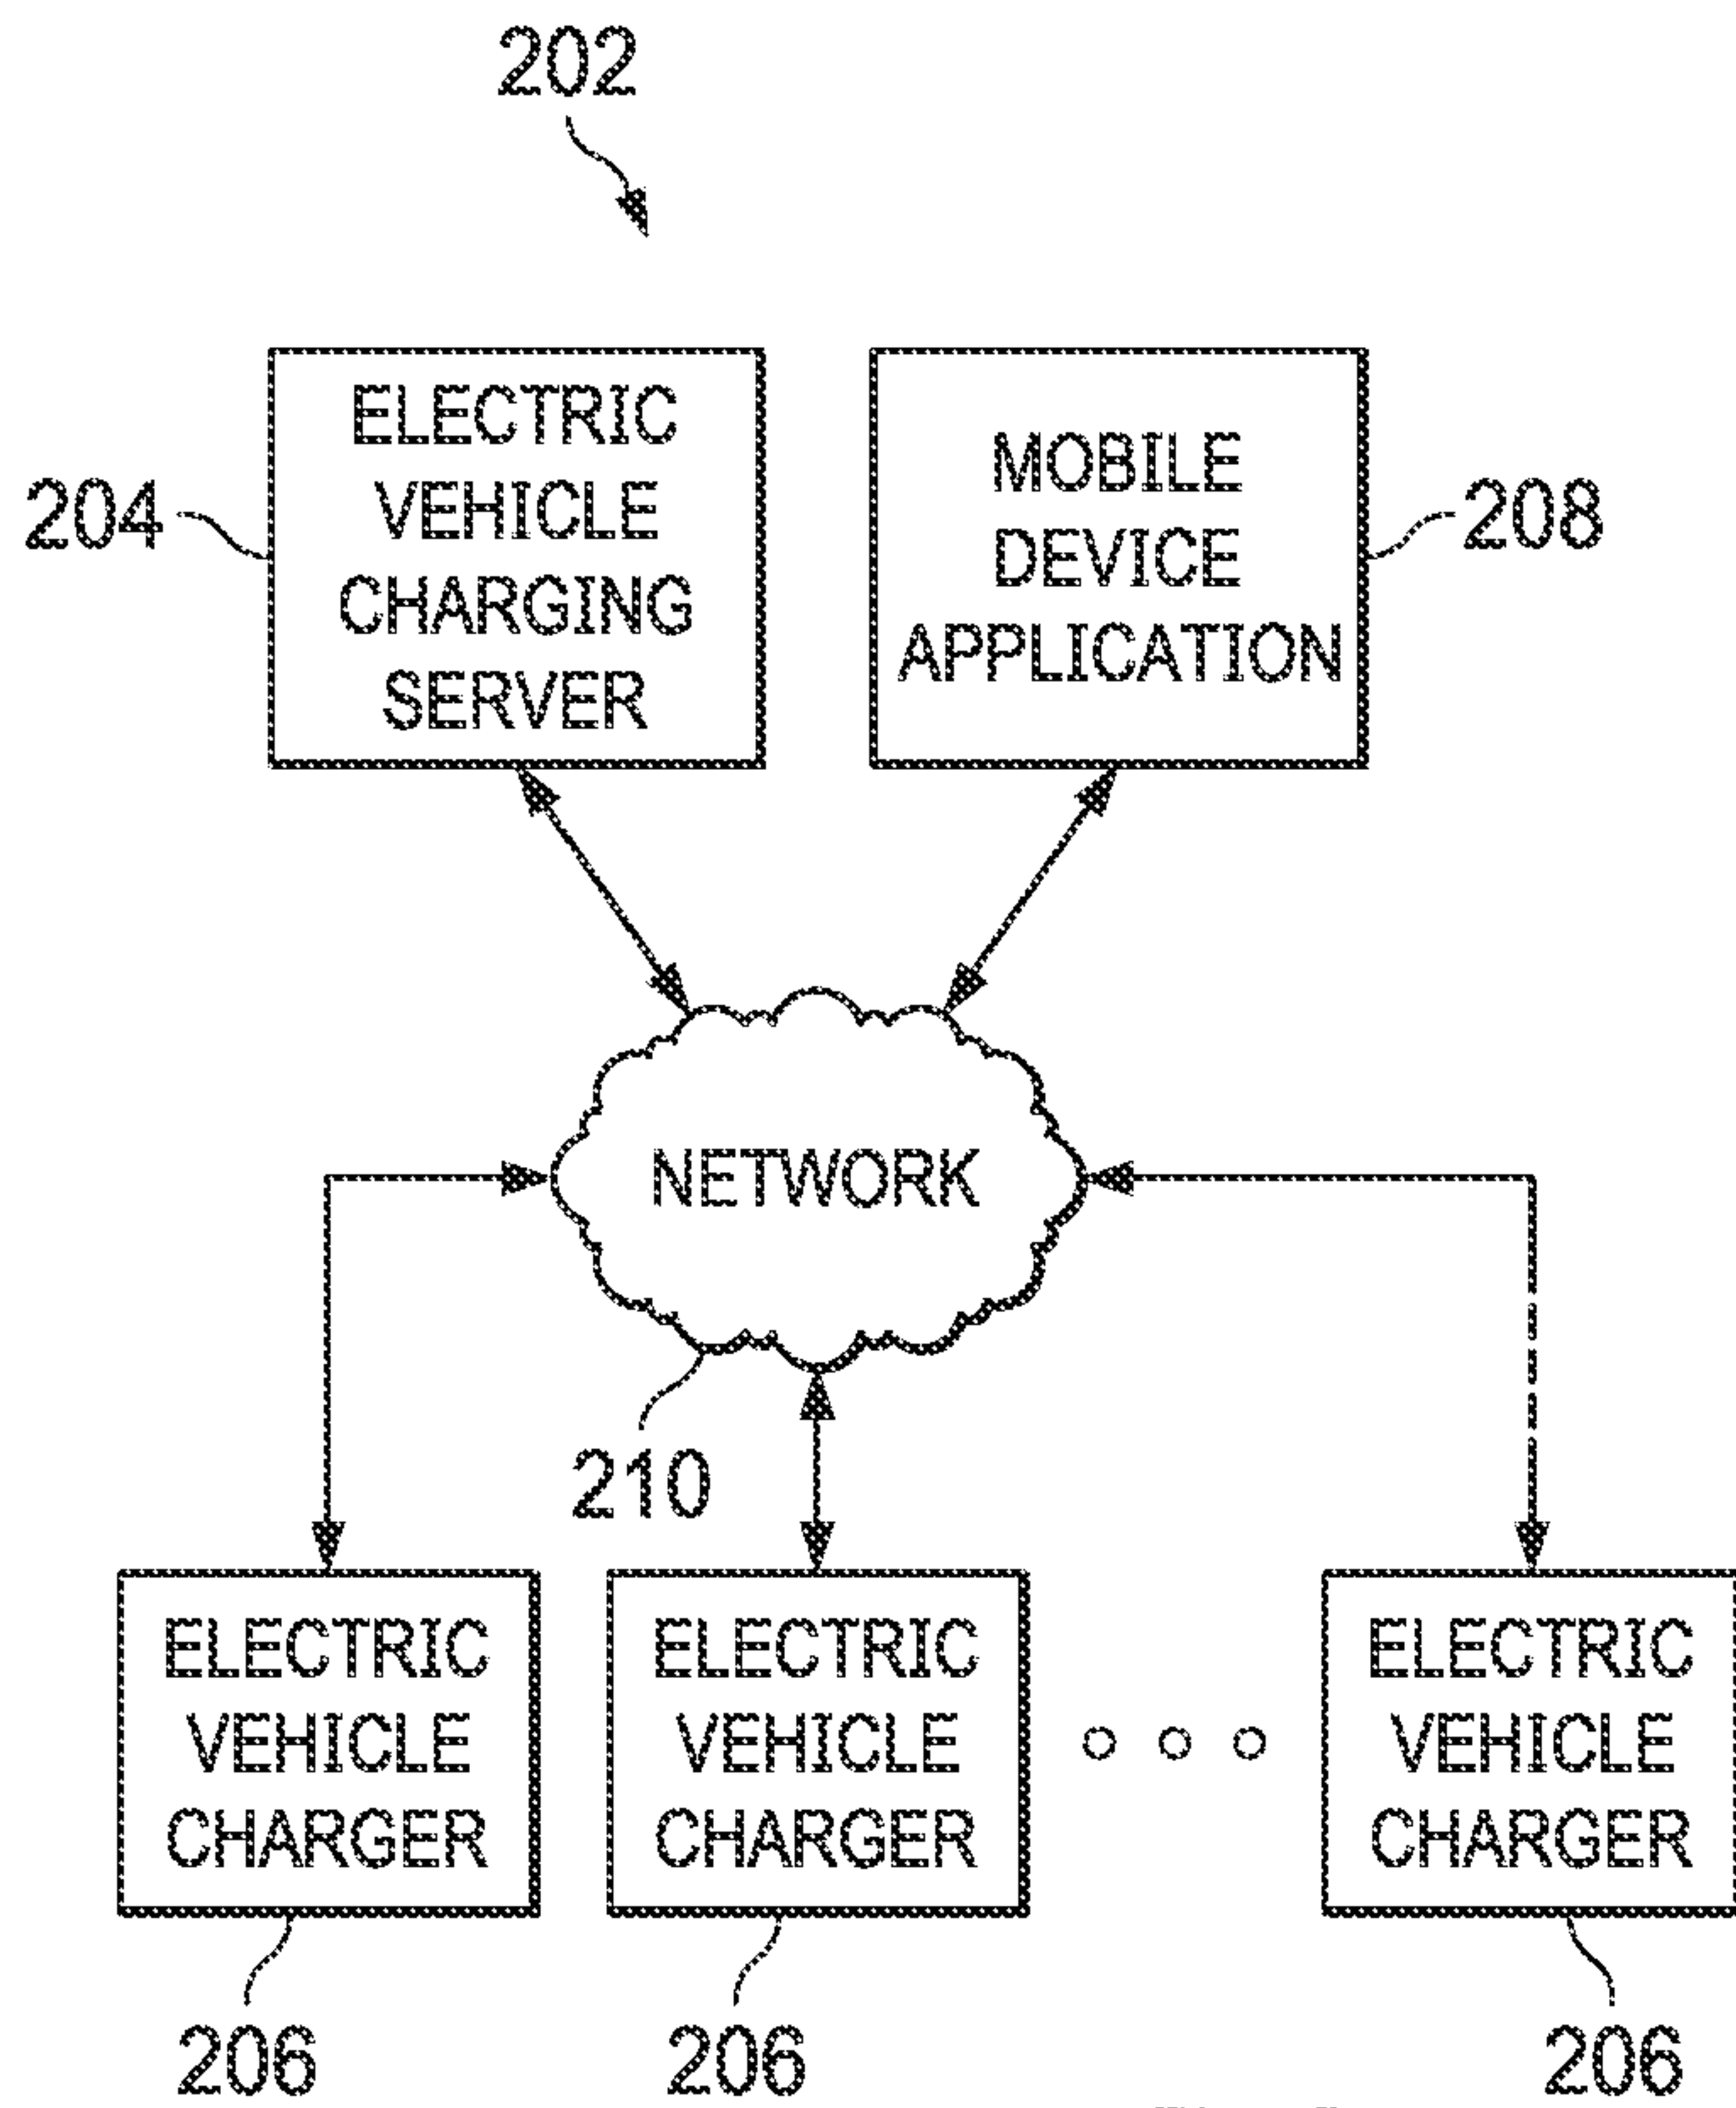 202
204
ELECTRIC
VEHICLE
CHARGING
SERVER
MOBILE
DEVICE
APPLICATION
208
NETWORK
210
ELECTRIC
VEHICLE
CHARGER
ELECTRIC
VEHICLE
CHARGER
ELECTRIC
VEHICLE
CHARGER
206
206
206